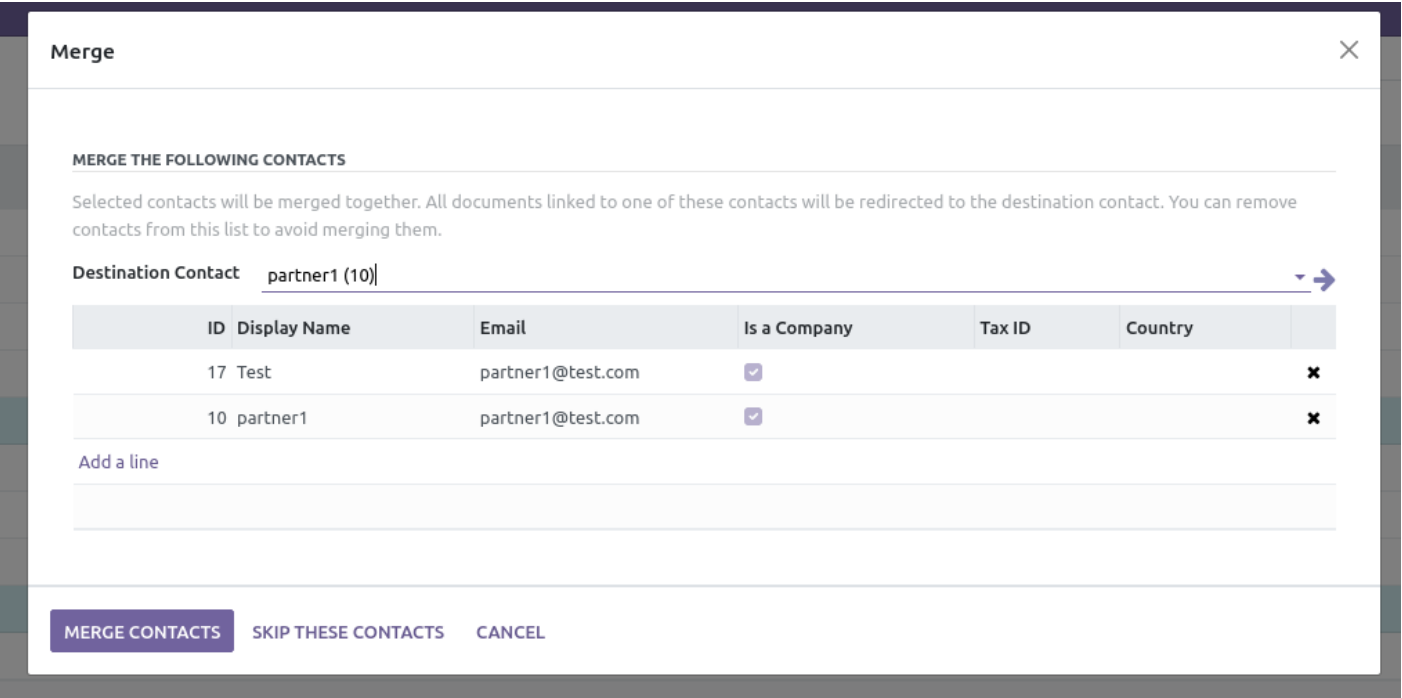 Merge
MERGE THE FOLLOWING CONTACTS
Selected contacts will be merged together. All documents linked to one of these contacts will be redirected to the destination contact. You can remove
contacts from this list to avoid merging them.
Destination Contact partner1 (10)
ID Display Name Email Is a Company Tax ID Country
17 Test partner1@test.com
10 partner1 partner1@test.com
Add a line
MERGE CONTACTS SKIP THESE CONTACTS CANCEL